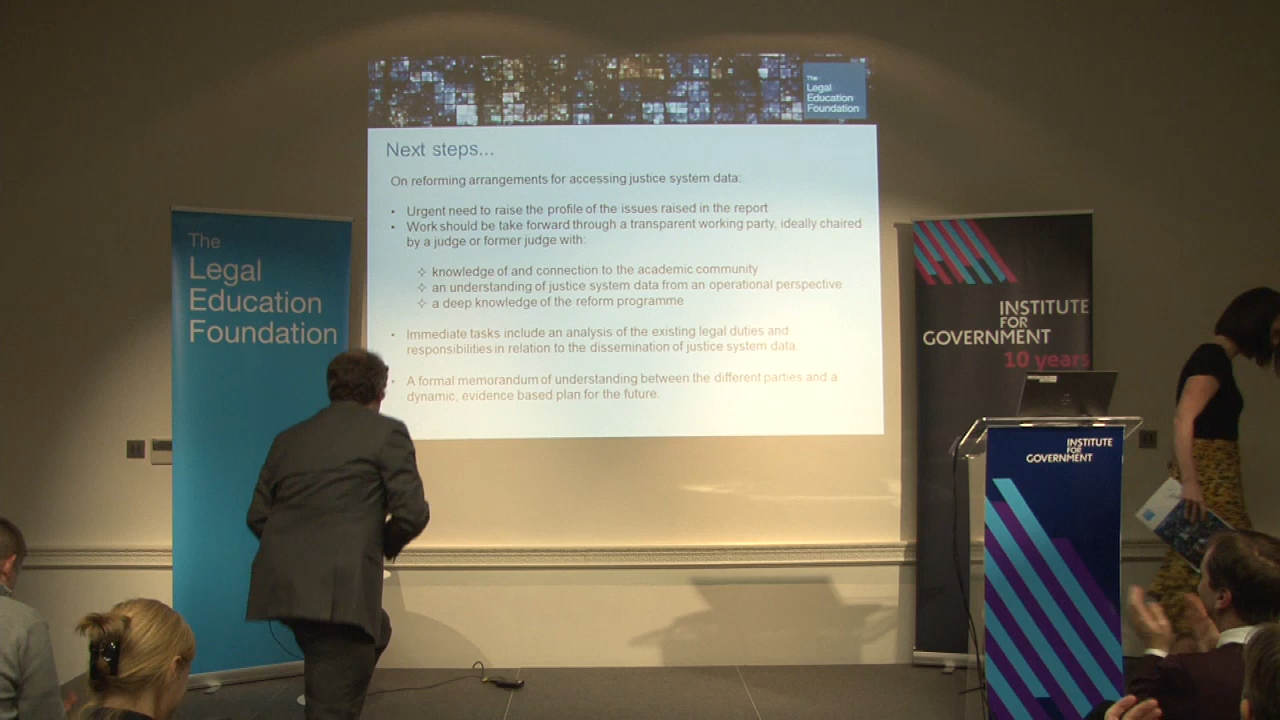 The
Legal
Education
Foundation
Next steps...
On reforming arrangements for accessing justice system data:
• Urgent need to raise the profile of the issues raised in the report
• Work should be take forward through a transparent working party, ideally chaired
by a judge or former judge with:
✧ knowledge of and connection to the academic community
✧ an understanding of justice system data from an operational perspective
✧ a deep knowledge of the reform programme
• Immediate tasks include an analysis of the existing legal duties and
responsibilities in relation to the dissemination of justice system data.
• A formal memorandum of understanding between the different parties and a
dynamic, evidence based plan for the future.
The
Legal
Education
Foundation
INSTITUTE
FOR
GOVERNMENT
10 years
INSTITUTE
FOR
GOVERNMENT